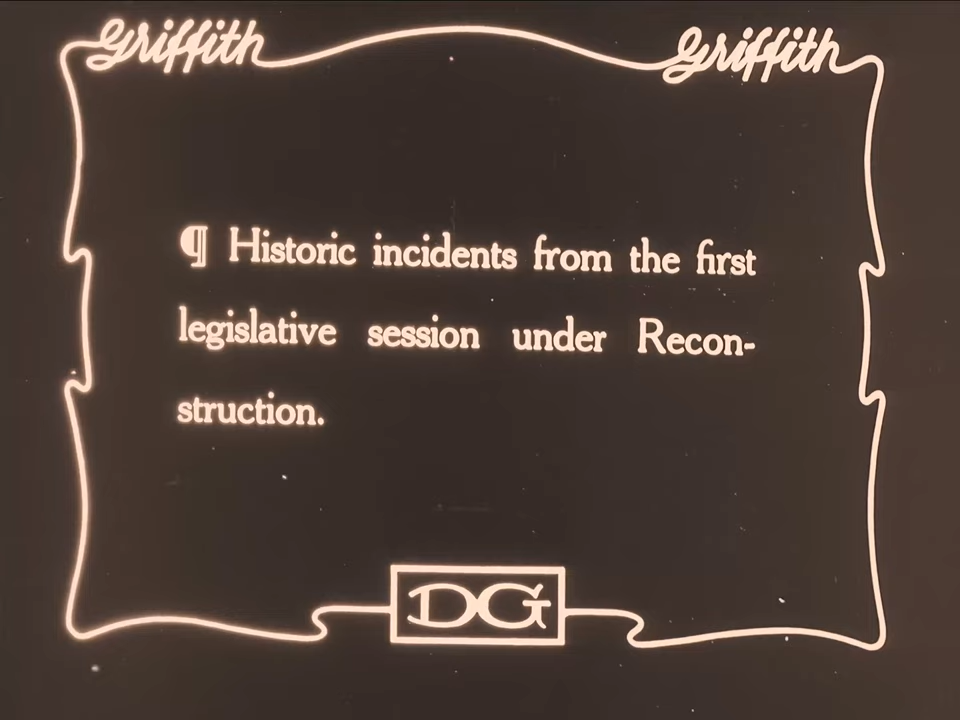 Griffith Griffith
¶ Historic incidents from the first
legislative session under Recon-
struction.
DG